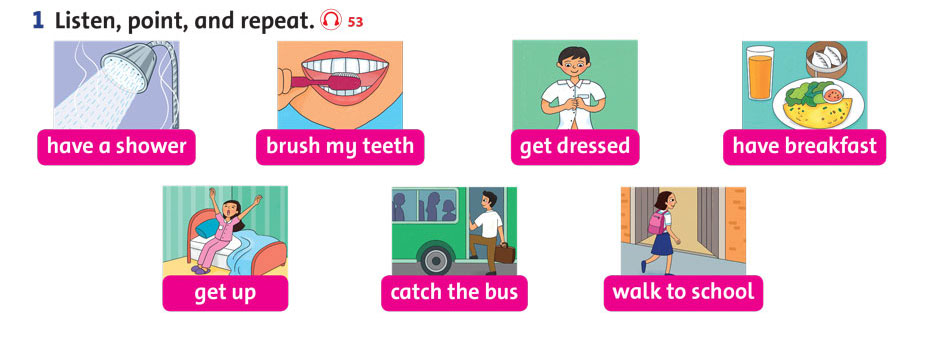 1 Listen, point, and repeat. 53
have a shower
brush my teeth
get dressed
have breakfast
get up
catch the bus
walk to school